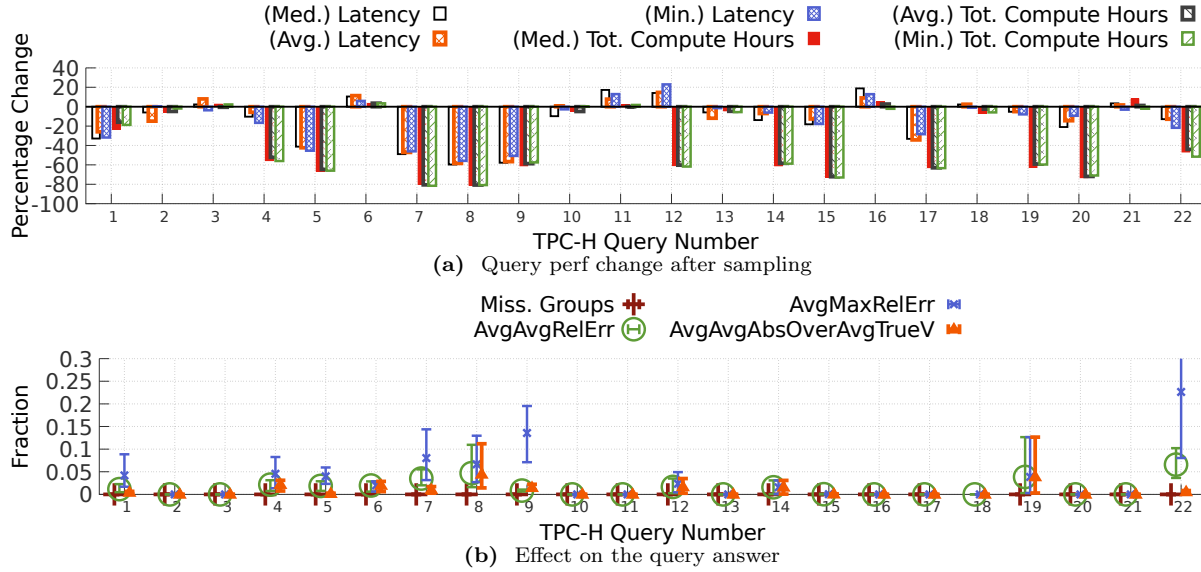 (Med.) Latency (Min.) Latency (Avg.) Tot. Compute Hours
(Avg.) Latency (Med.) Tot. Compute Hours (Min.) Tot. Compute Hours
Percentage Change
40
20
0
-20
-40
-60
-80
-100
1 2 3 4 5 6 7 8 9 10 11 12 13 14 15 16 17 18 19 20 21 22
TPC-H Query Number
(a) Query perf change after sampling
Miss. Groups AvgMaxRelErr
AvgAvgRelErr AvgAvgAbsOverAvgTrueV
Fraction
0.3
0.25
0.2
0.15
0.1
0.05
0
1 2 3 4 5 6 7 8 9 10 11 12 13 14 15 16 17 18 19 20 21 22
TPC-H Query Number
(b) Effect on the query answer